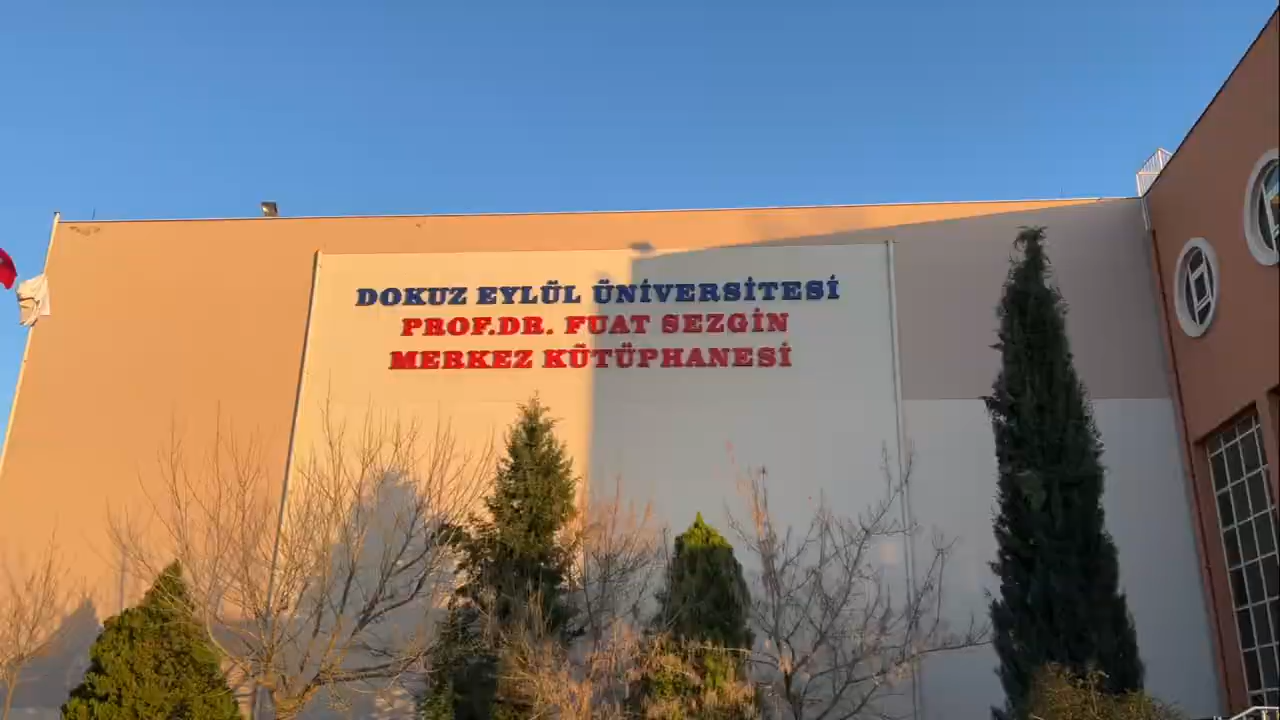 DOKUZ EYLÜL ÜNİVERSİTESİ
PROF.DR. FUAT SEZGİN
MERKEZ KÜTÜPHANESİ